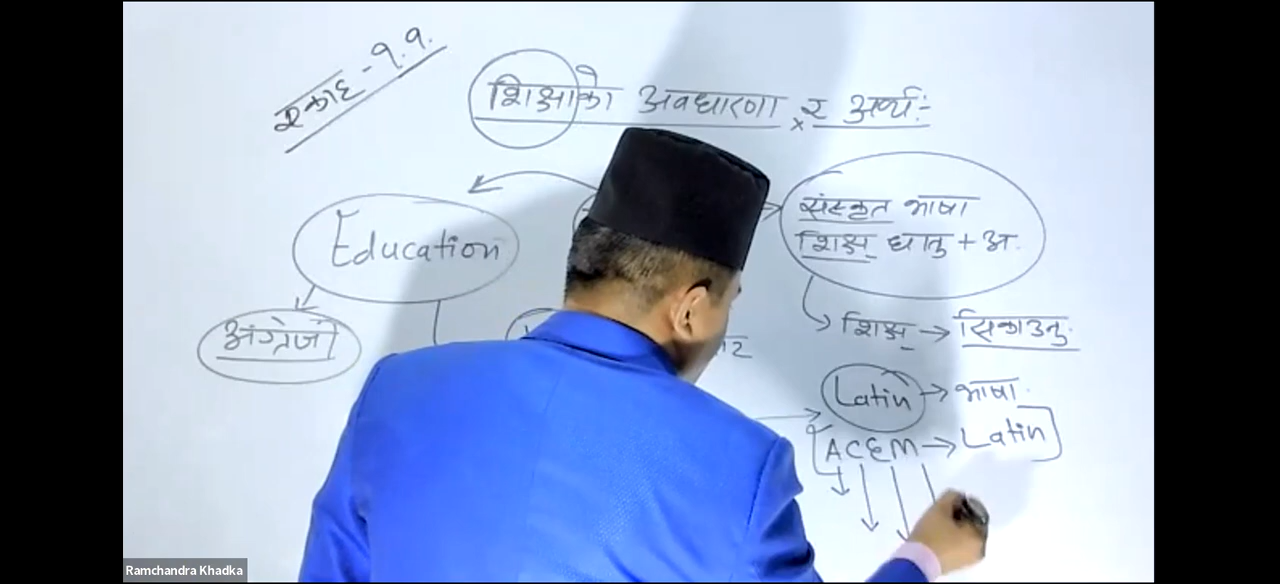 एकाइ - १.१.
शिक्षाको अवधारणा र अर्थ :-
Education
अंग्रेजी
संस्कृत भाषा
शिक्ष् धातु + अ.
शिक्ष् → सिकाउनु.
Latin → भाषा.
ACEM → Latin
Ramchandra Khadka